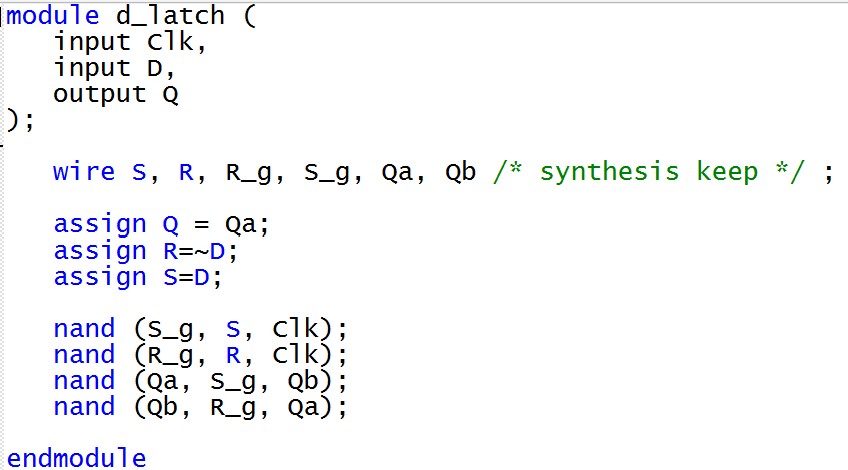 module d_latch (
input Clk,
input D,
output Q
);
wire S, R, R_g, S_g, Qa, Qb /* synthesis keep */ ;
assign Q = Qa;
assign R=~D;
assign S=D;
nand (S_g, S, Clk);
nand (R_g, R, Clk);
nand (Qa, S_g, Qb);
nand (Qb, R_g, Qa);
endmodule